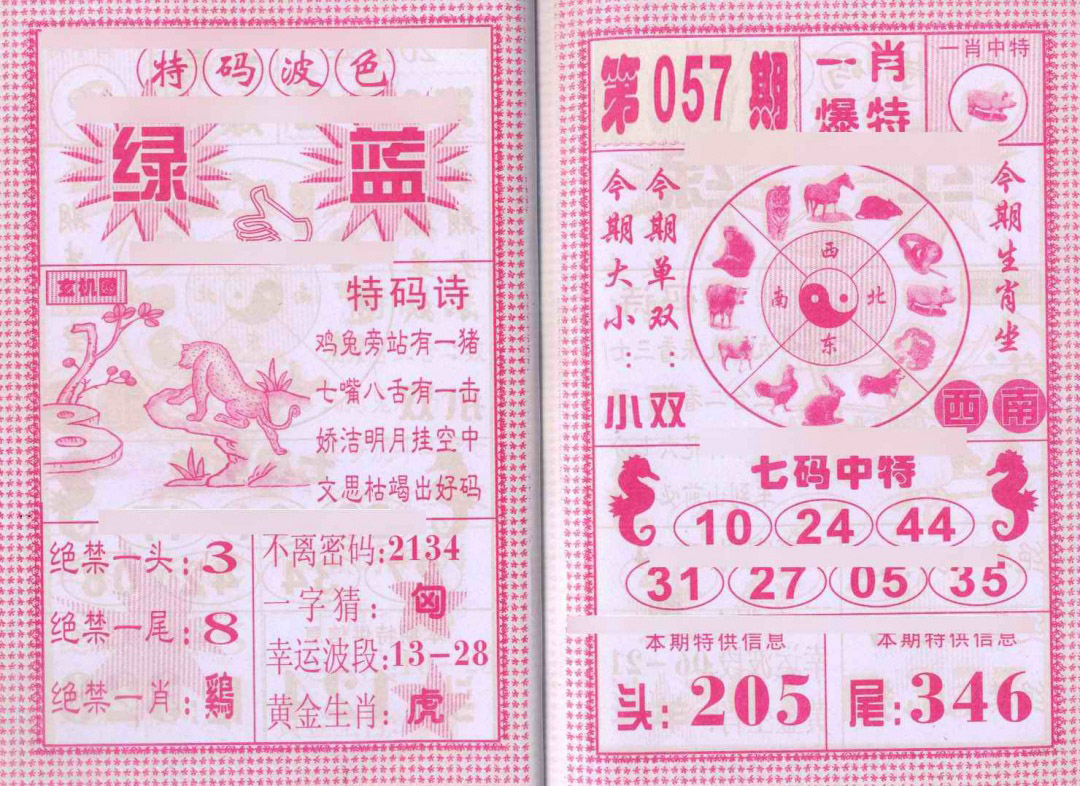 特码波色
绿 蓝
玄机图
特码诗
鸡兔旁站有一猪
七嘴八舌有一击
娇洁明月挂空中
文思枯竭出好码
绝禁一头:3
绝禁一尾:8
绝禁一肖:鷄
不离密码:2134
一字猜:囟
幸运波段:13-28
黄金生肖:虎
第057期
一肖
爆特
一肖中特
今期大小:小
今期单双:双
西
南 北
东
今期生肖坐
西南
七码中特
10 24 44
31 27 05 35
本期特供信息
头:205
本期特供信息
尾:346